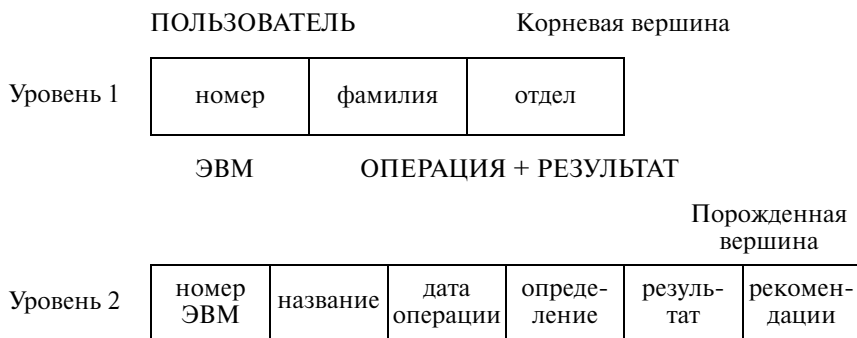 ПОЛЬЗОВАТЕЛЬ Корневая вершина
Уровень 1 номер фамилия отдел
ЭВМ ОПЕРАЦИЯ + РЕЗУЛЬТАТ
Порожденная
вершина
Уровень 2
номер
ЭВМ
название
дата
операции
опреде-
ление
резуль-
тат
рекомен-
дации